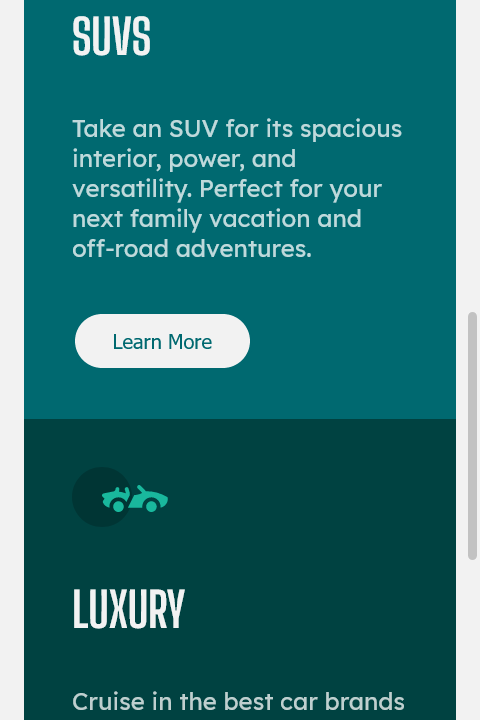 SUVS
Take an SUV for its spacious
interior, power, and
versatility. Perfect for your
next family vacation and
off-road adventures.
Learn More
LUXURY
Cruise in the best car brands